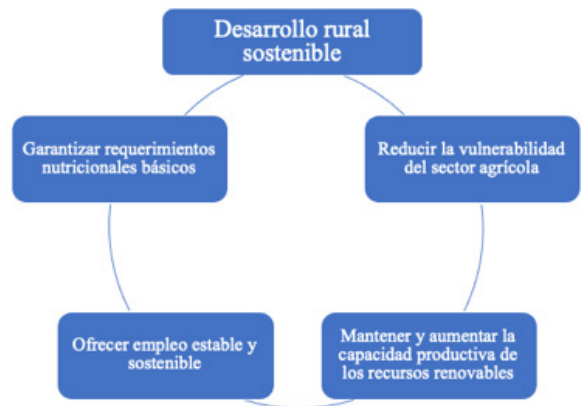 Desarrollo rural
sostenible
Garantizar requerimientos
nutricionales básicos
Reducir la vulnerabilidad
del sector agrícola
Ofrecer empleo estable y
sostenible
Mantener y aumentar la
capacidad productiva de
los recursos renovables